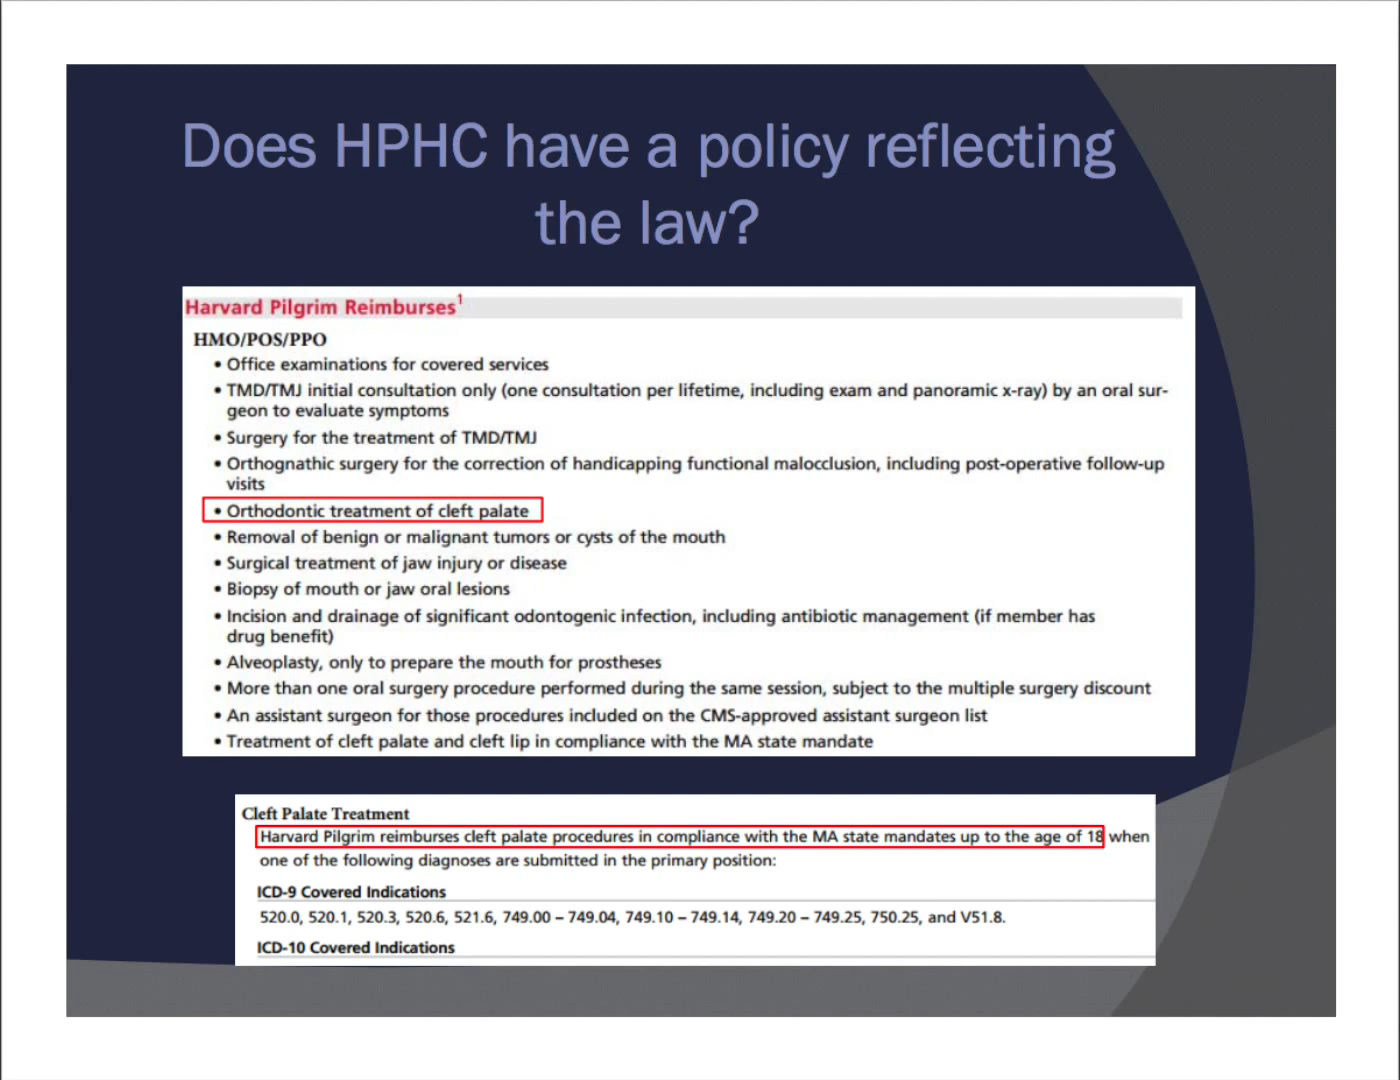 Does HPHC have a policy reflecting
the law?
Harvard Pilgrim Reimburses1
HMO/POS/PPO
• Office examinations for covered services
• TMD/TMJ initial consultation only (one consultation per lifetime, including exam and panoramic x-ray) by an oral sur-
geon to evaluate symptoms
• Surgery for the treatment of TMD/TMJ
• Orthognathic surgery for the correction of handicapping functional malocclusion, including post-operative follow-up
visits
• Orthodontic treatment of cleft palate
• Removal of benign or malignant tumors or cysts of the mouth
• Surgical treatment of jaw injury or disease
• Biopsy of mouth or jaw oral lesions
• Incision and drainage of significant odontogenic infection, including antibiotic management (if member has
drug benefit)
• Alveoplasty, only to prepare the mouth for prostheses
• More than one oral surgery procedure performed during the same session, subject to the multiple surgery discount
• An assistant surgeon for those procedures included on the CMS-approved assistant surgeon list
• Treatment of cleft palate and cleft lip in compliance with the MA state mandate
Cleft Palate Treatment
Harvard Pilgrim reimburses cleft palate procedures in compliance with the MA state mandates up to the age of 18 when
one of the following diagnoses are submitted in the primary position:
ICD-9 Covered Indications
520.0, 520.1, 520.3, 520.6, 521.6, 749.00 – 749.04, 749.10 – 749.14, 749.20 – 749.25, 750.25, and V51.8.
ICD-10 Covered Indications